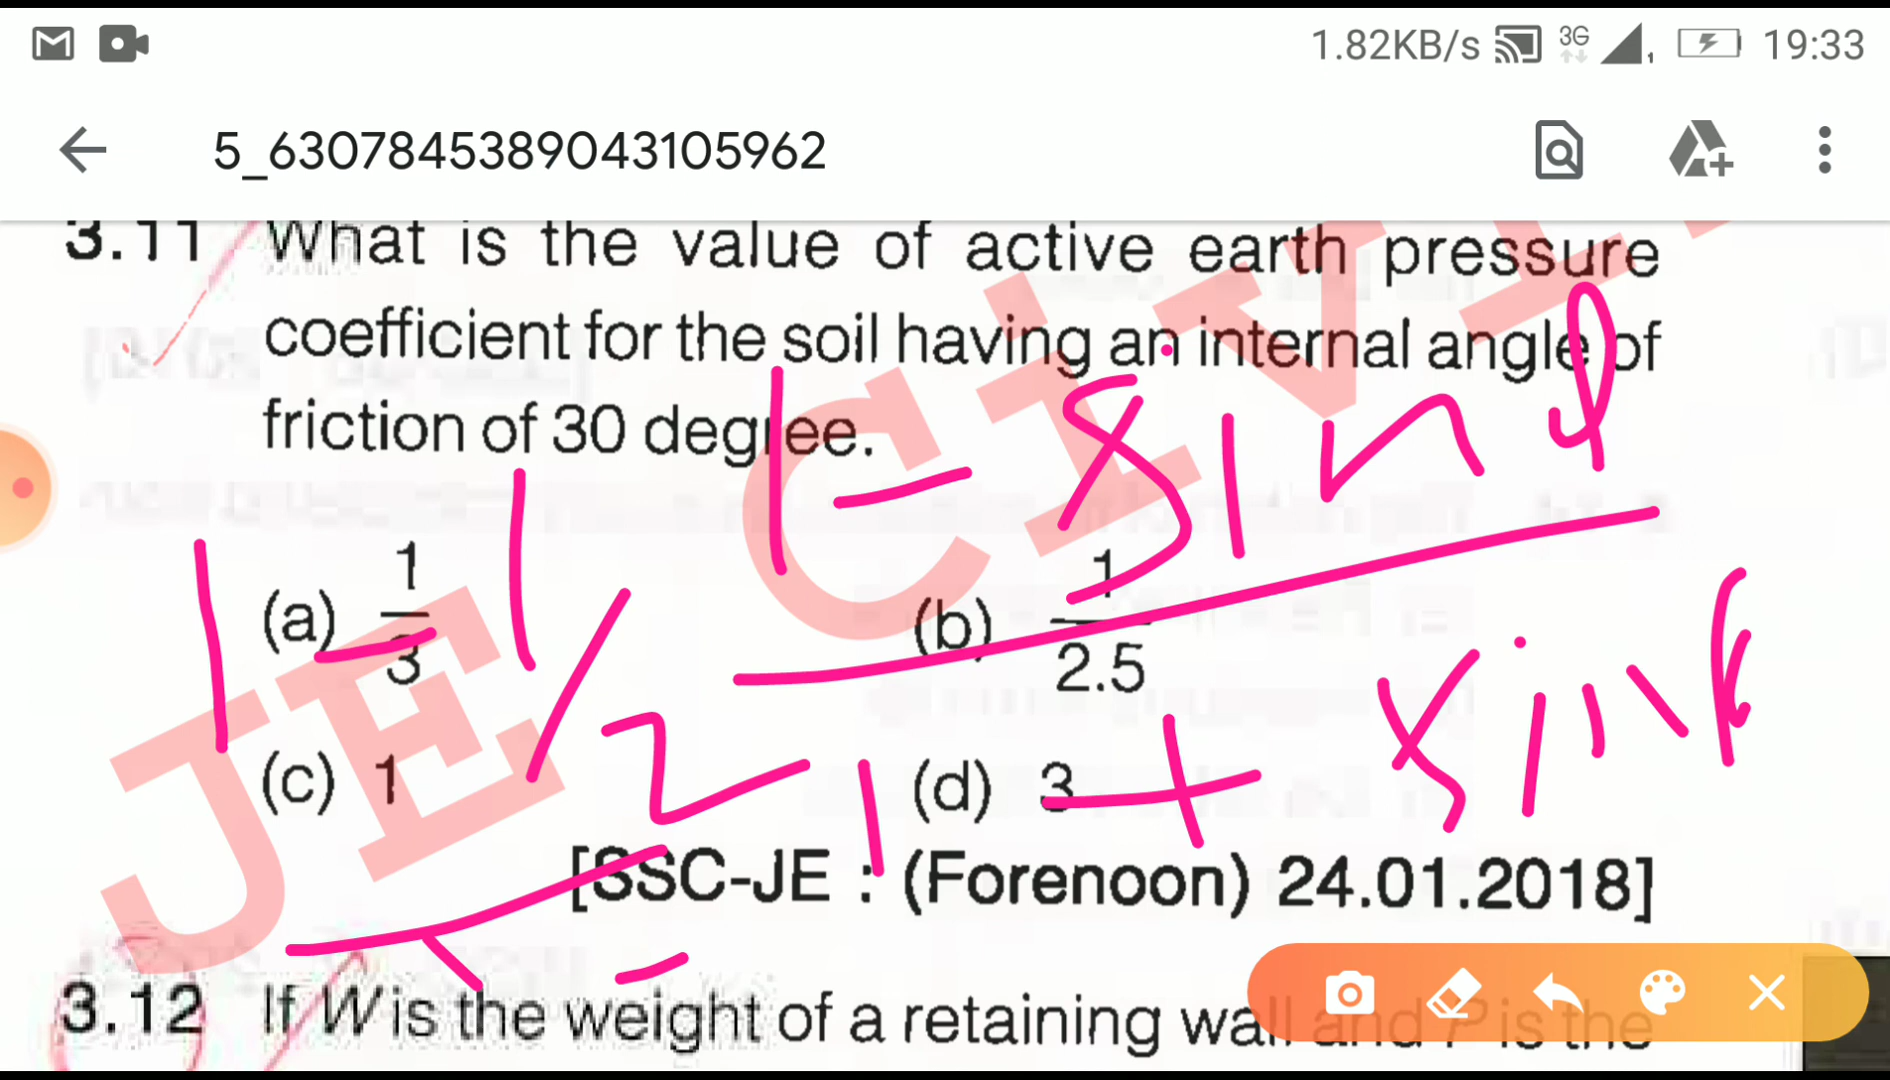 1.82KB/s 3G 19:33
5_6307845389043105962
3.11 What is the value of active earth pressure
coefficient for the soil having an internal angle of
friction of 30 degree.
1 - sin φ
(a) 1/3 (b) 1/2.5
1 + sin
(c) 1 (d) 3
1 - 1/2
[SSC-JE : (Forenoon) 24.01.2018]
3.12 If W is the weight of a retaining wall and P is the
JE CIVIL